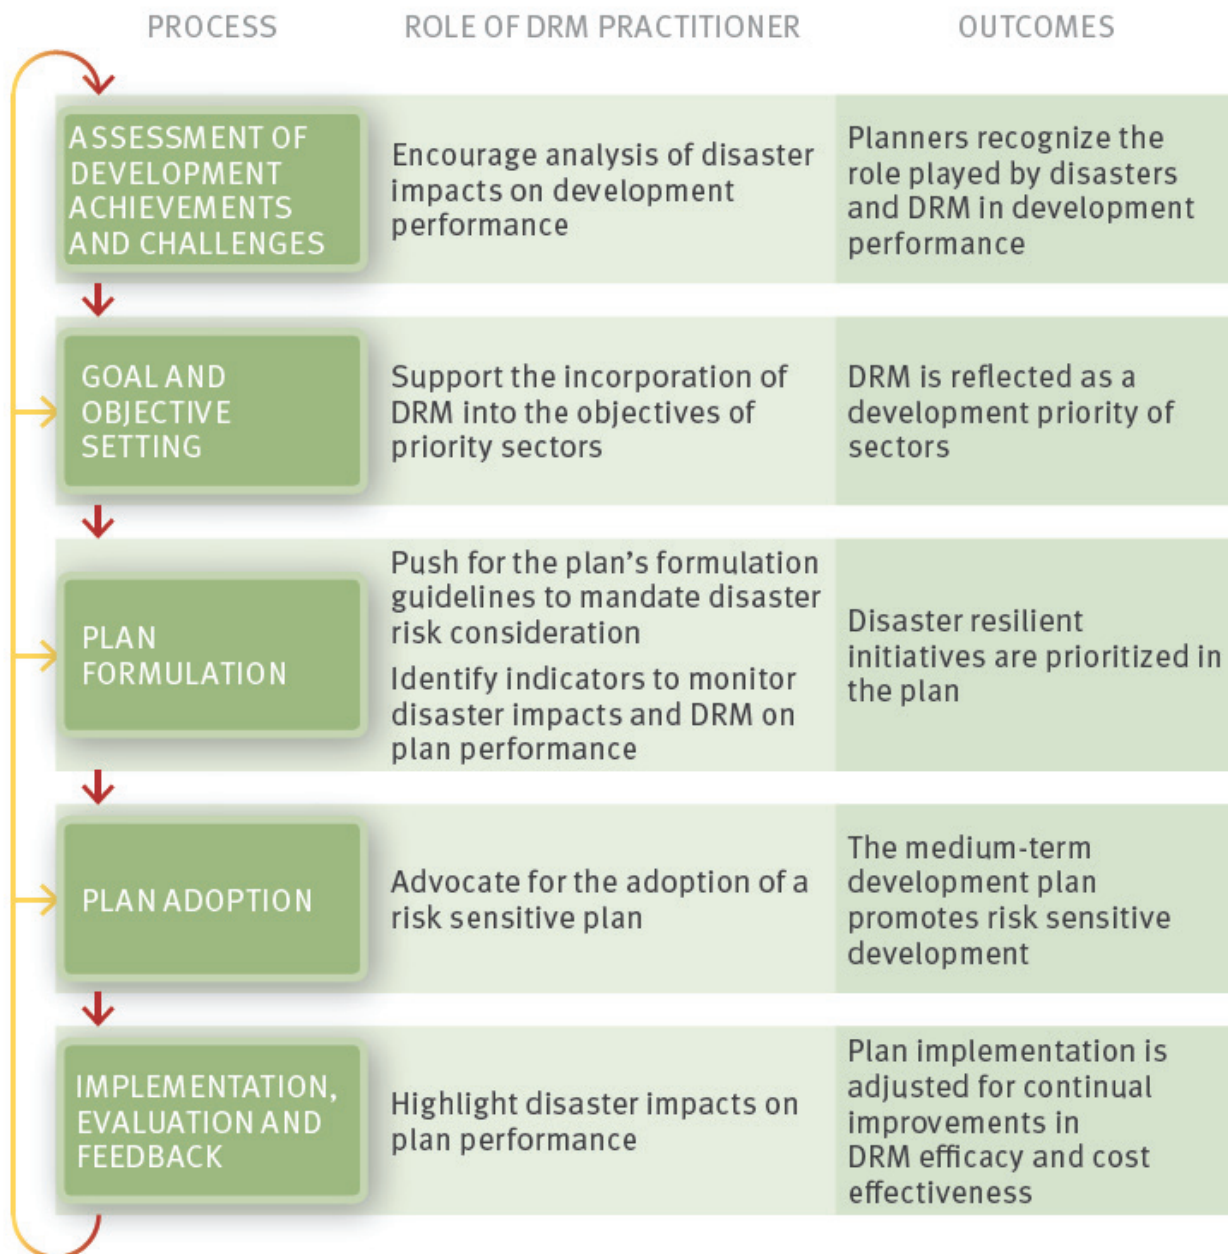 PROCESS
ROLE OF DRM PRACTITIONER
OUTCOMES
ASSESSMENT OF
DEVELOPMENT
ACHIEVEMENTS
AND CHALLENGES
Encourage analysis of disaster
impacts on development
performance
Planners recognize the
role played by disasters
and DRM in development
performance
GOAL AND
OBJECTIVE
SETTING
Support the incorporation of
DRM into the objectives of
priority sectors
DRM is reflected as a
development priority of
sectors
PLAN
FORMULATION
Push for the plan’s formulation
guidelines to mandate disaster
risk consideration
Identify indicators to monitor
disaster impacts and DRM on
plan performance
Disaster resilient
initiatives are prioritized in
the plan
PLAN ADOPTION
Advocate for the adoption of a
risk sensitive plan
The medium-term
development plan
promotes risk sensitive
development
IMPLEMENTATION,
EVALUATION AND
FEEDBACK
Highlight disaster impacts on
plan performance
Plan implementation is
adjusted for continual
improvements in
DRM efficacy and cost
effectiveness